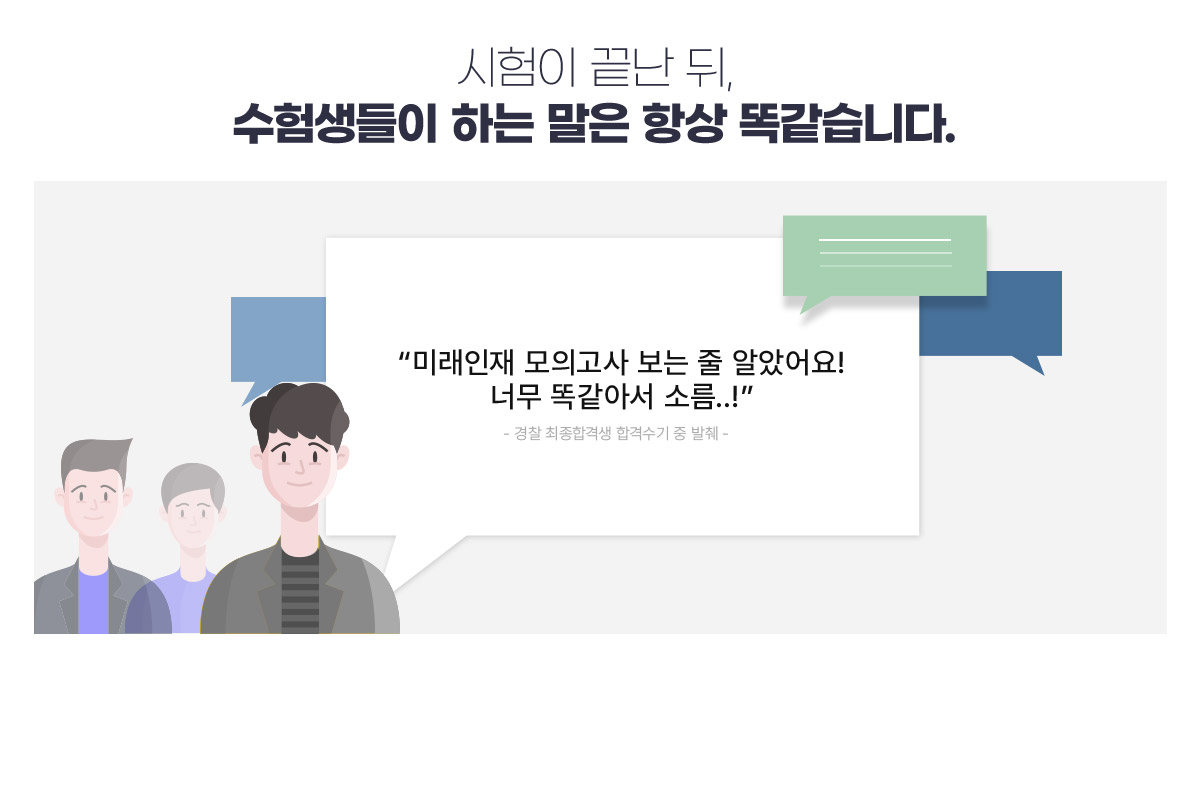 시험이 끝난 뒤,
수험생들이 하는 말은 항상 똑같습니다.
“미래인재 모의고사 보는 줄 알았어요!
너무 똑같아서 소름..!”
- 경찰 최종합격생 합격수기 중 발췌 -